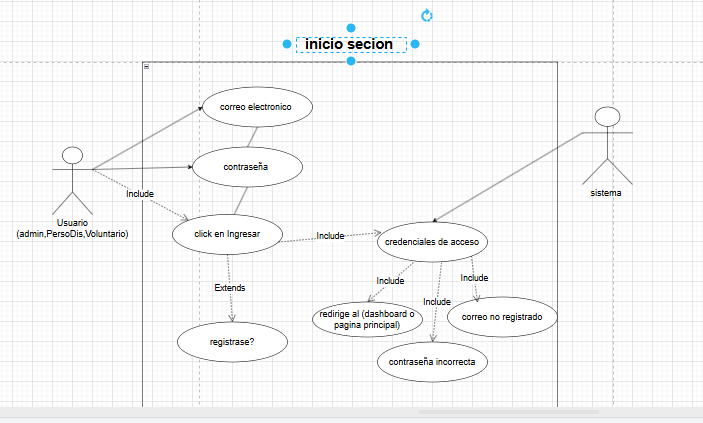 inicio secion
correo electronico
contraseña
Include
Usuario
(admin,PersoDis,Voluntario)
click en Ingresar
Include
credenciales de acceso
sistema
Extends
Include
Include
Include
redirige al (dashboard o
pagina principal)
correo no registrado
registrase?
contraseña incorrecta